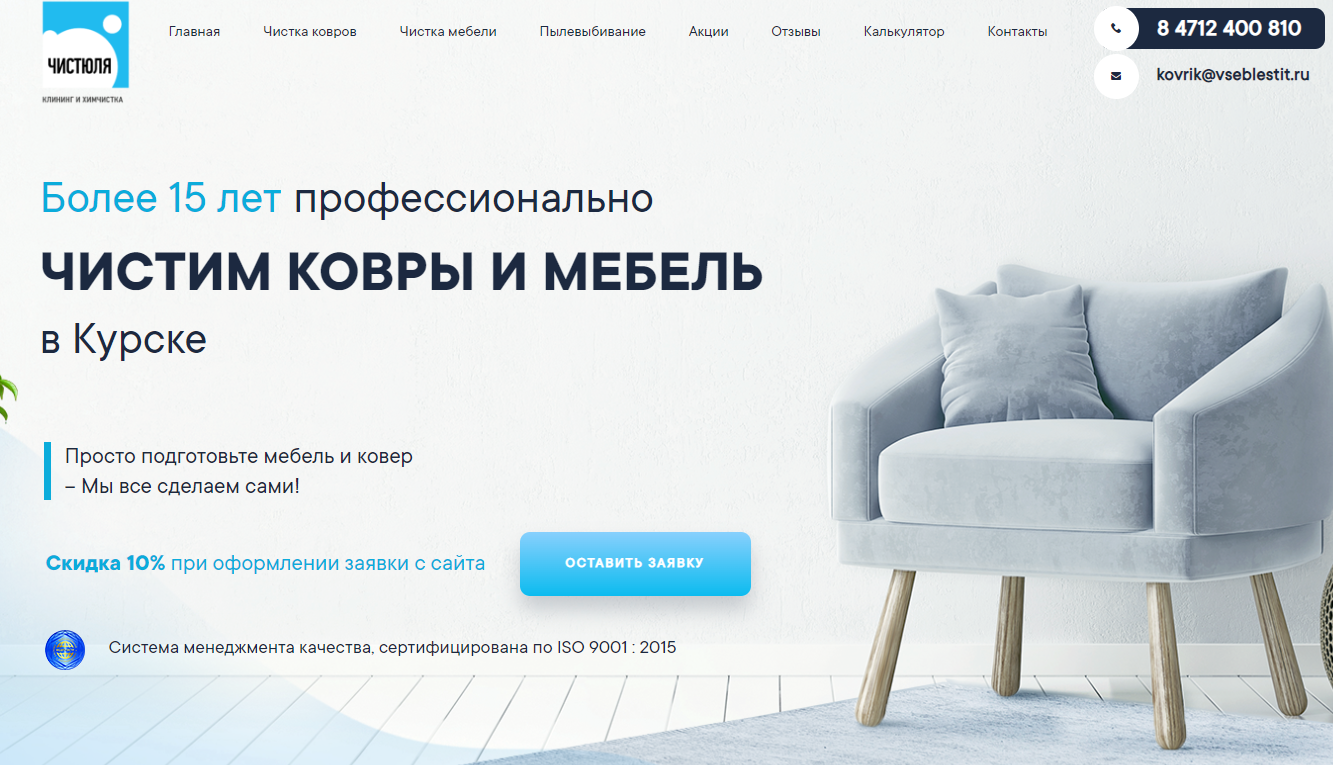 ЧИСТЮЛЯ
КЛИНИНГ И ХИМЧИСТКА
Главная
Чистка ковров
Чистка мебели
Пылевыбивание
Акции
Отзывы
Калькулятор
Контакты
8 4712 400 810
kovrik@vseblestit.ru
Более 15 лет профессионально
ЧИСТИМ КОВРЫ И МЕБЕЛЬ
в Курске
Просто подготовьте мебель и ковер
– Мы все сделаем сами!
Скидка 10% при оформлении заявки с сайта
ОСТАВИТЬ ЗАЯВКУ
Система менеджмента качества, сертифицирована по ISO 9001 : 2015